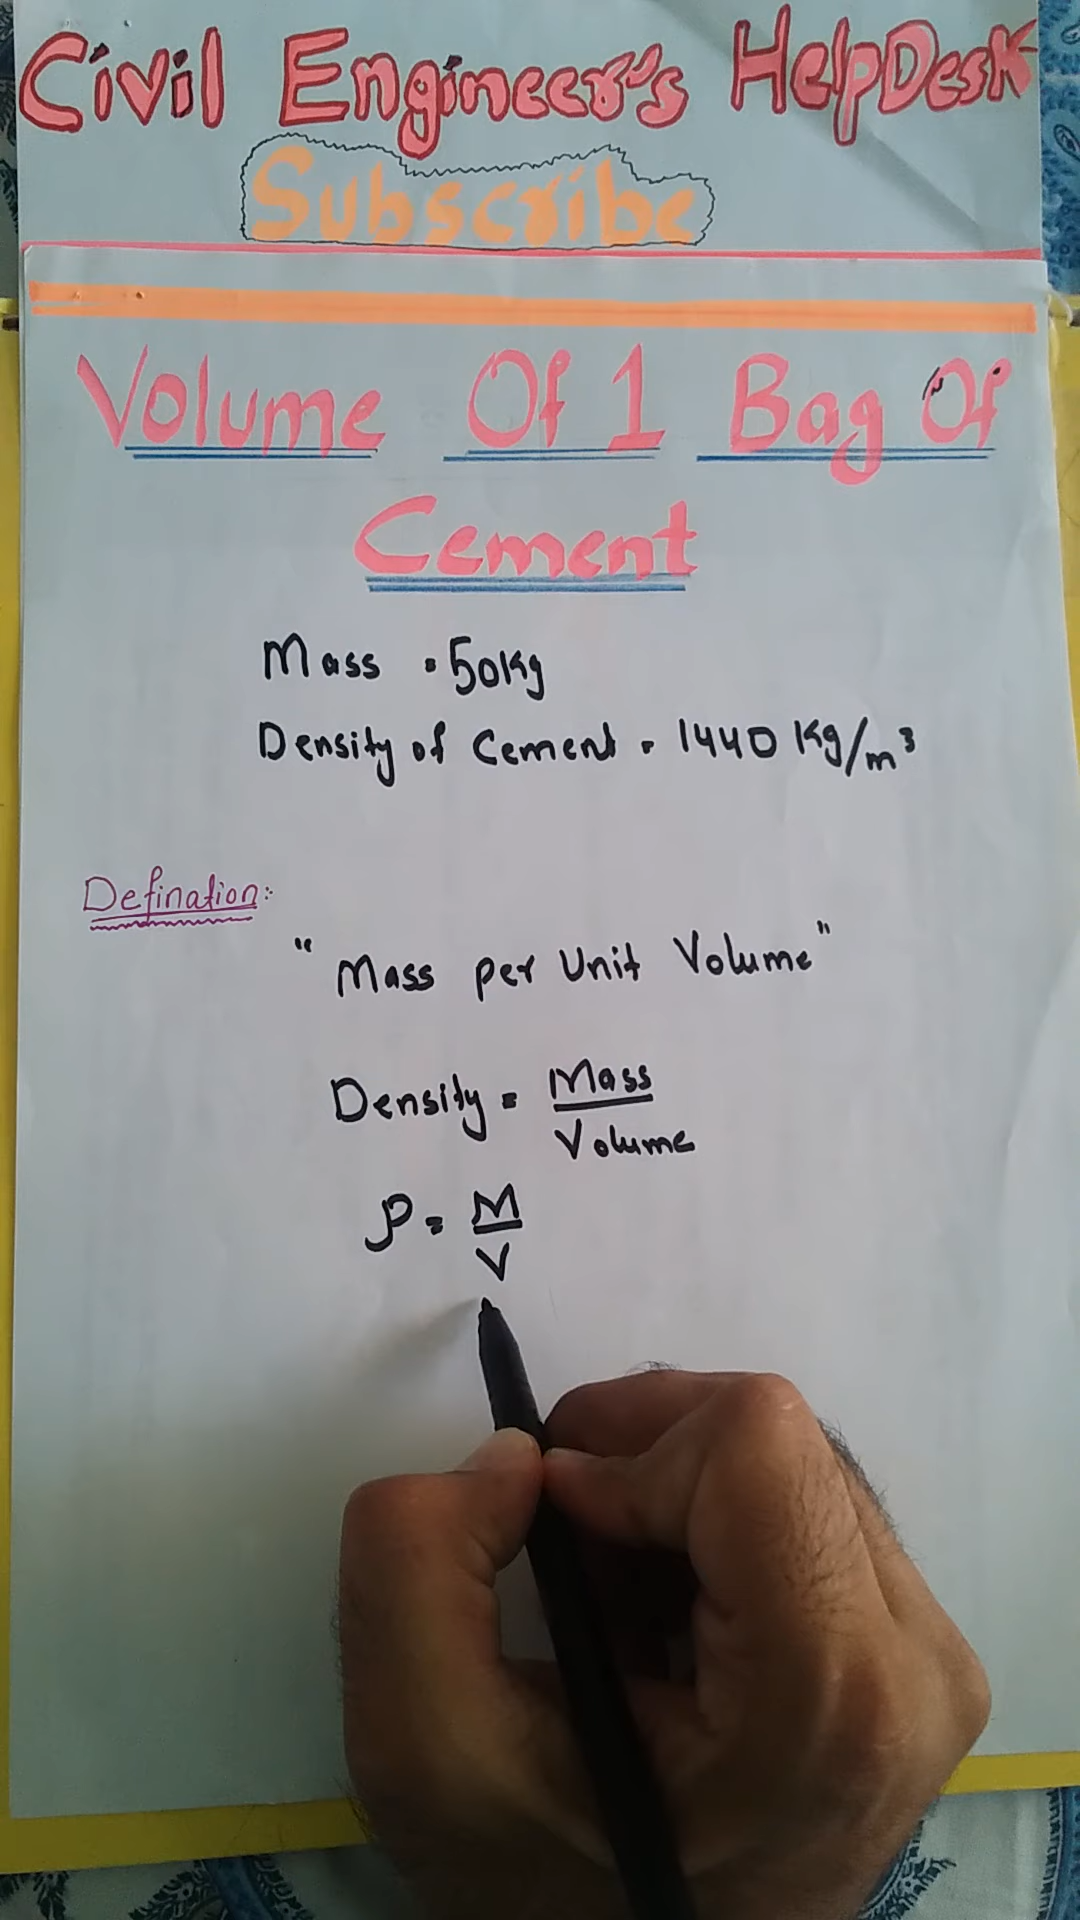 Civil Engineer's HelpDesk
Subscribe
Volume Of 1 Bag Of
Cement
Mass = 50Kg
Density of Cement = 1440 Kg/m³
Defination:
"Mass per Unit Volume"
Density = Mass
Volume
ρ = M
V